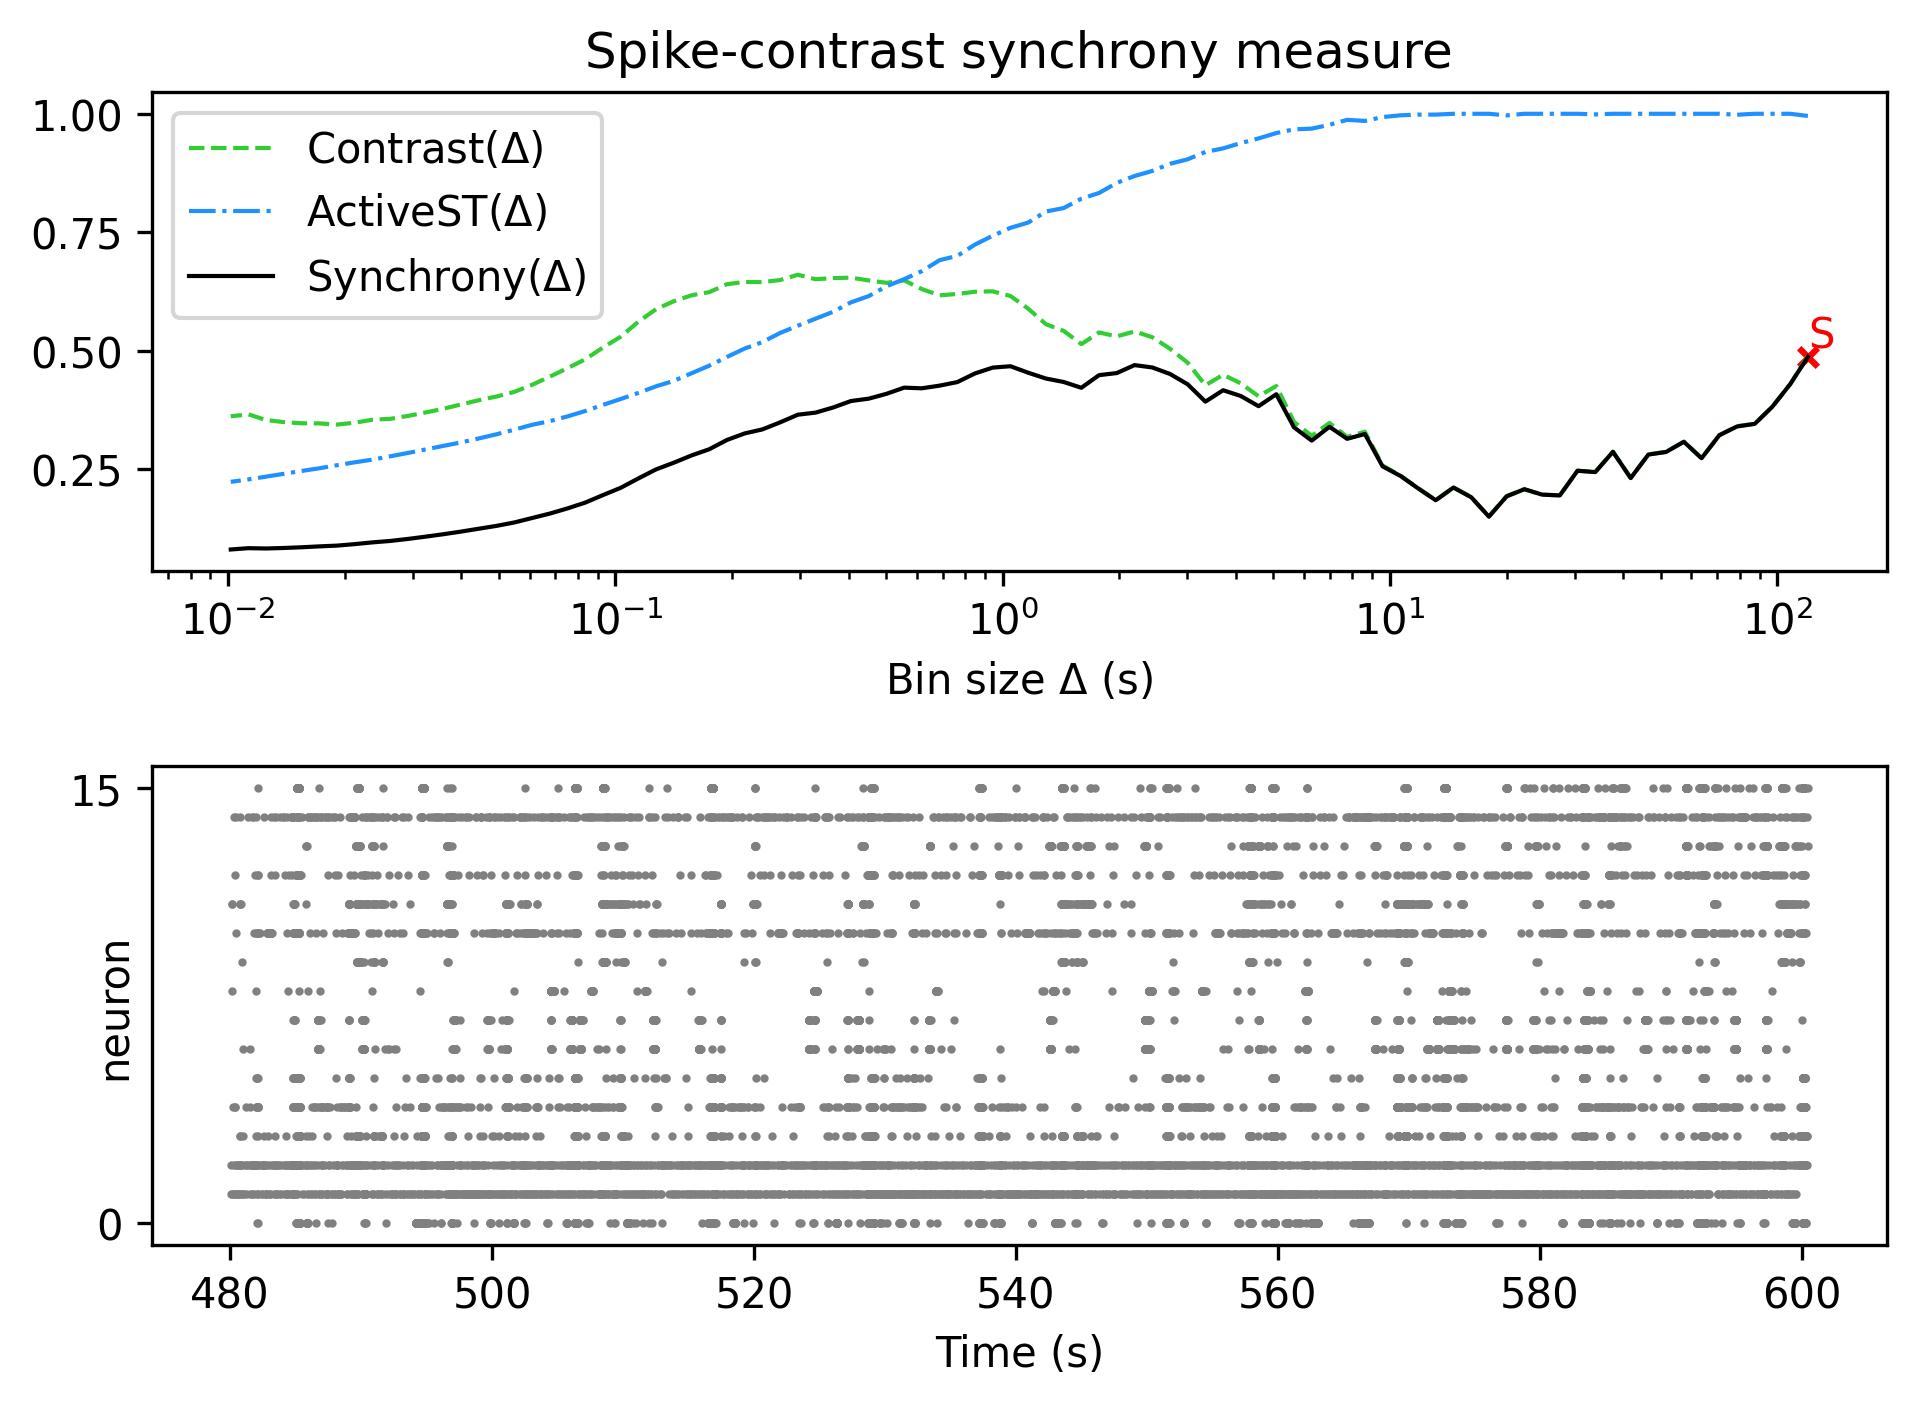 Spike-contrast synchrony measure
1.00
0.75
0.50
0.25
Contrast(Δ)
ActiveST(Δ)
Synchrony(Δ)
S
10⁻² 10⁻¹ 10⁰ 10¹ 10²
Bin size Δ (s)
15
0
neuron
480 500 520 540 560 580 600
Time (s)